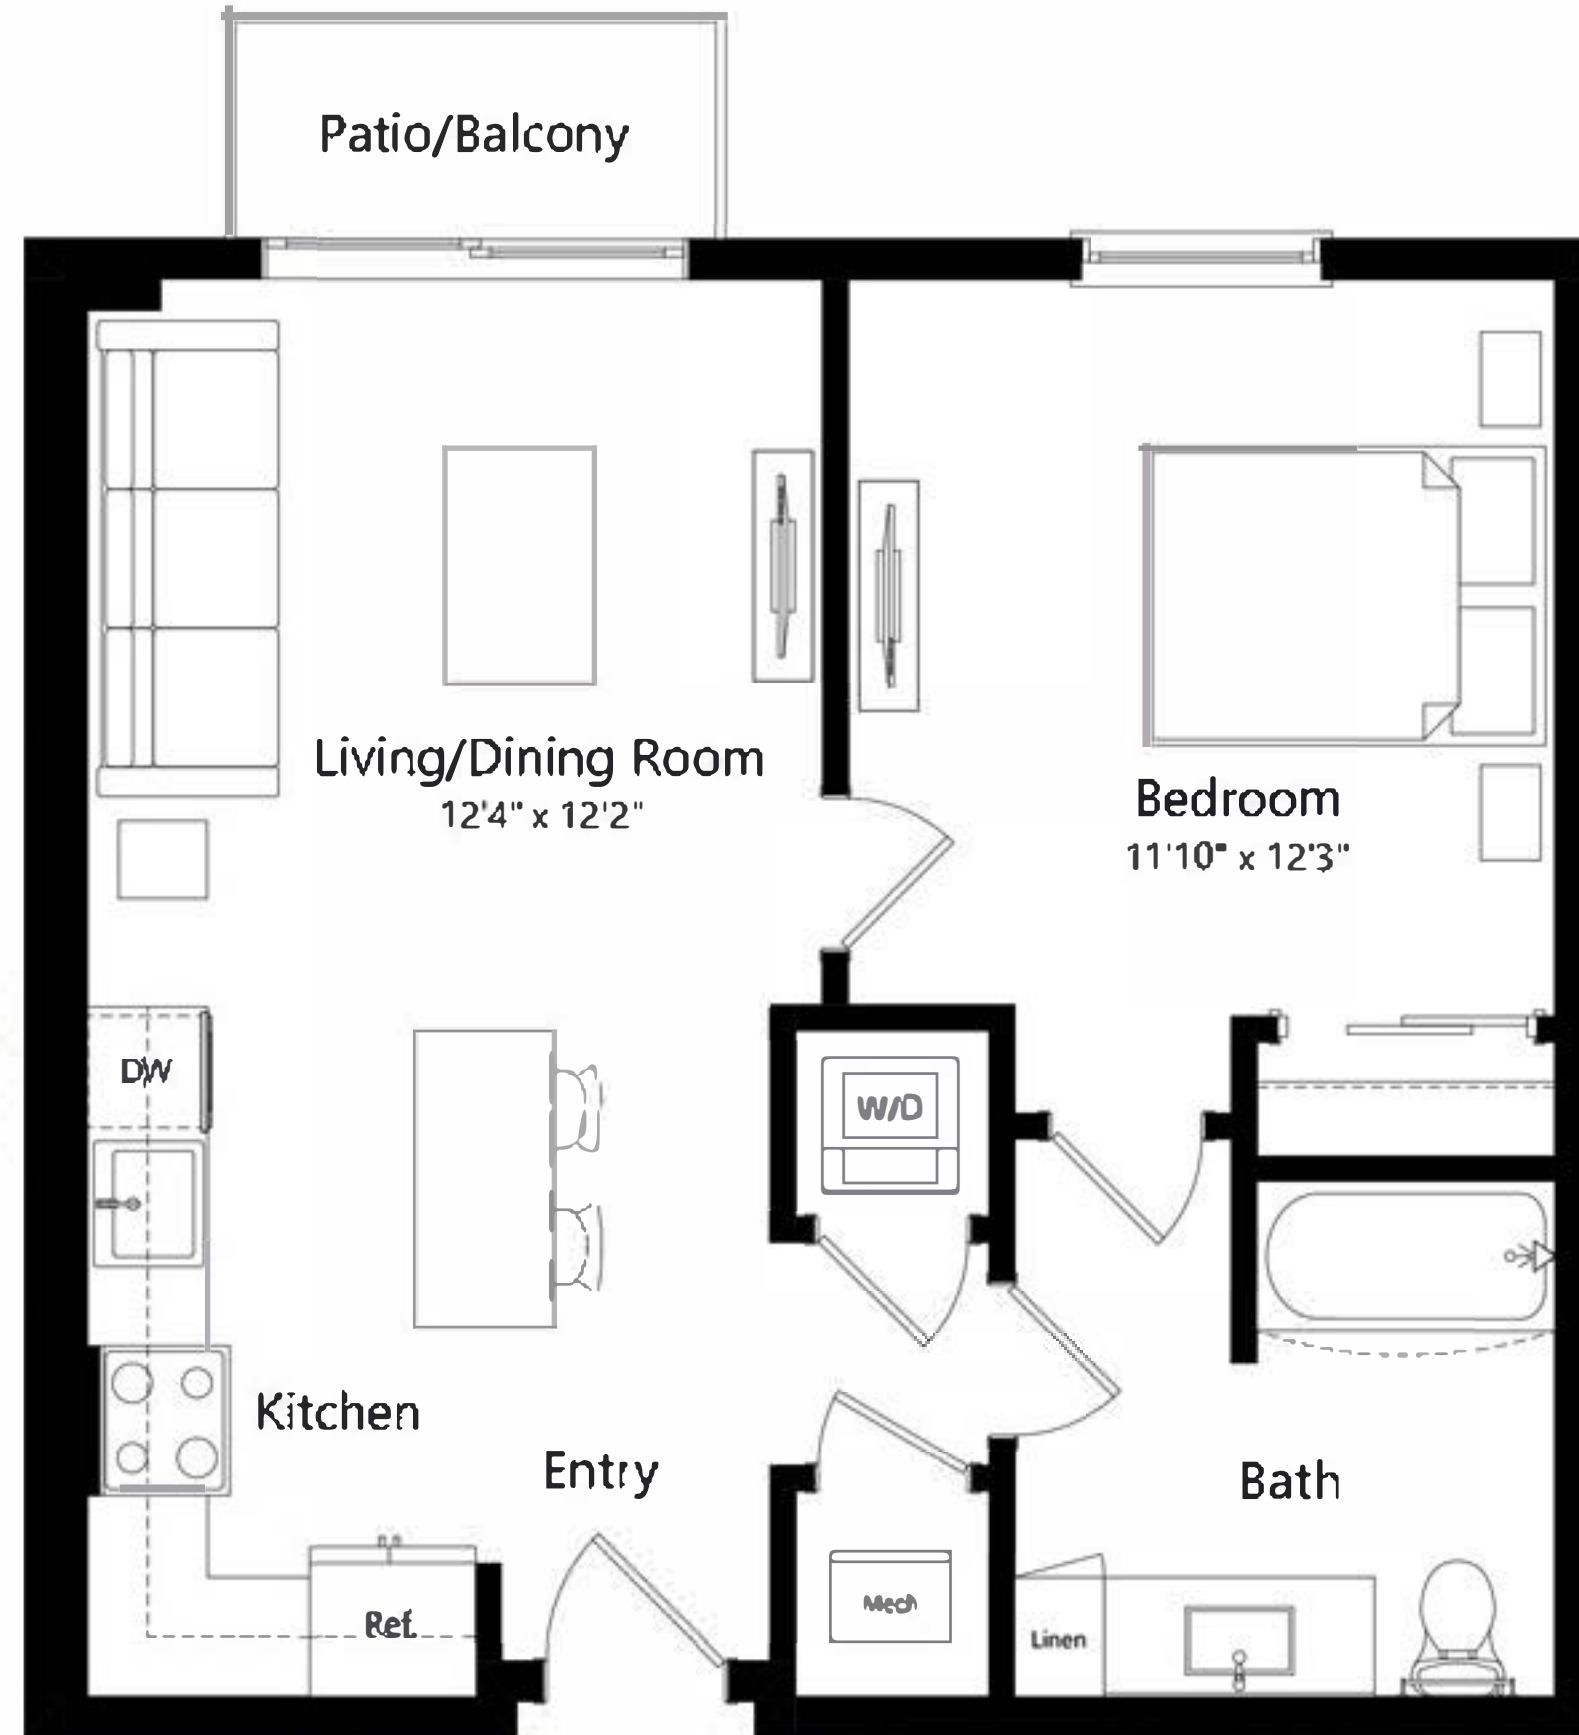 Patio/Balcony
Living/Dining Room
12'4" x 12'2"
Bedroom
11'10" x 12'3"
DW
W/D
Kitchen
Entry
Bath
Ref.
Mech
Linen